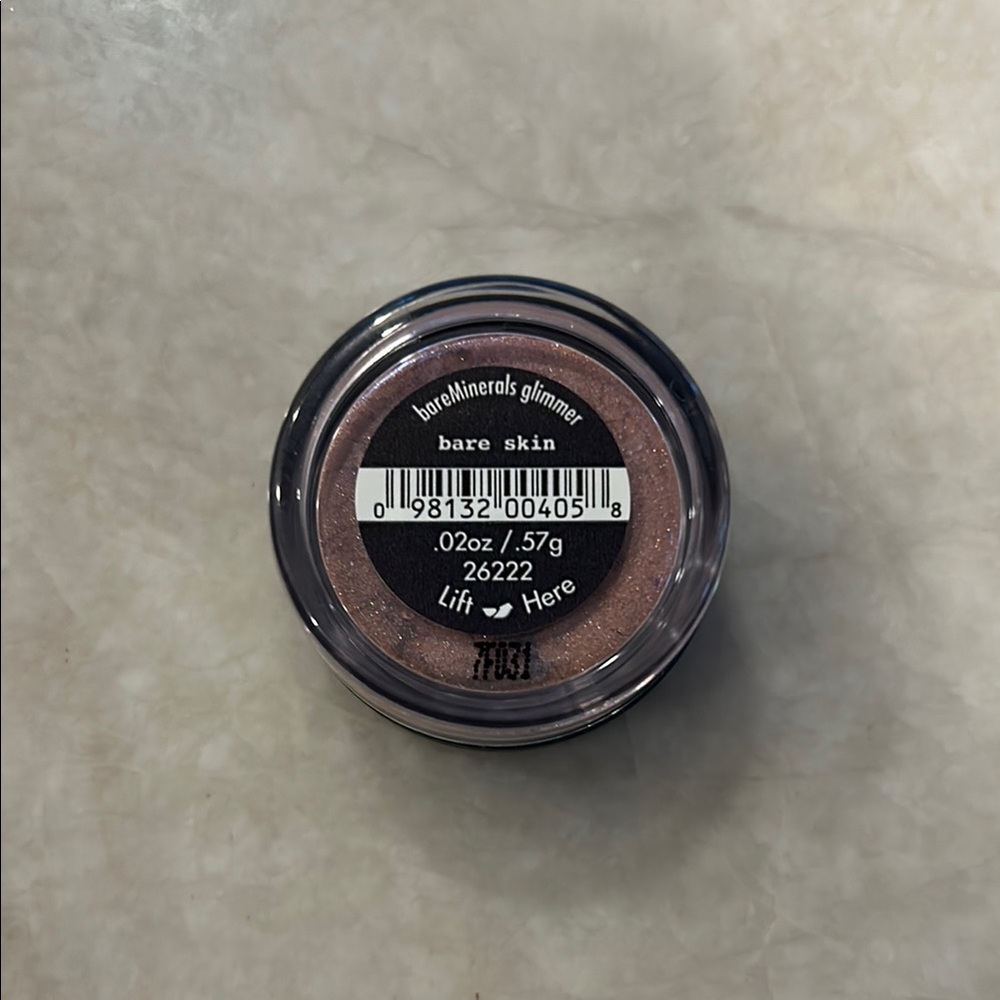 bareMinerals glimmer
bare skin
0 98132 00405 8
.02oz / .57g
26222
Lift Here
7F031